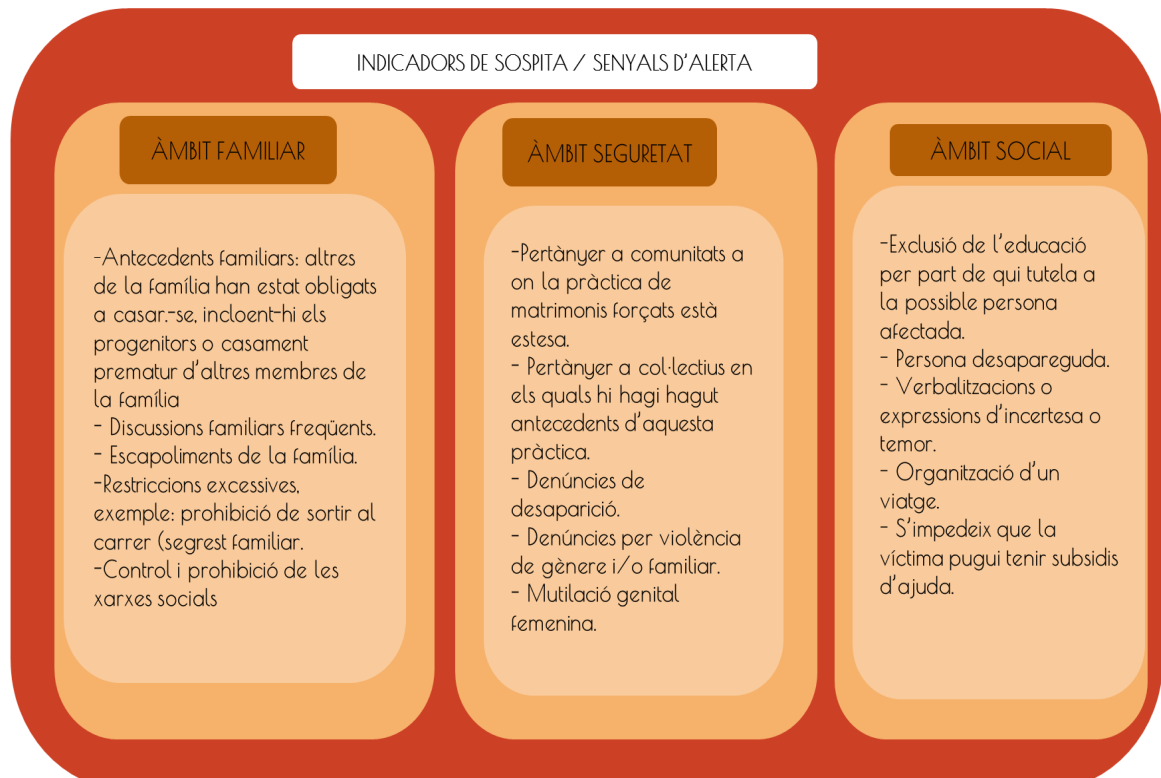 INDICADORS DE SOSPITA / SENYALS D'ALERTA
ÀMBIT FAMILIAR
-Antecedents familiars: altres
de la família han estat obligats
a casar.-se, incloent-hi els
progenitors o casament
prematur d'altres membres de
la família
- Discussions familiars freqüents.
- Escapoliments de la família.
-Restriccions excessives,
exemple: prohibició de sortir al
carrer (segrest familiar.
-Control i prohibició de les
xarxes socials
ÀMBIT SEGURETAT
-Pertànyer a comunitats a
on la pràctica de
matrimonis forçats està
estesa.
- Pertànyer a col·lectius en
els quals hi hagi hagut
antecedents d'aquesta
pràctica.
- Denúncies de
desaparició.
- Denúncies per violència
de gènere i/o familiar.
- Mutilació genital
femenina.
ÀMBIT SOCIAL
-Exclusió de l'educació
per part de qui tutela a
la possible persona
afectada.
- Persona desapareguda.
- Verbalitzacions o
expressions d'incertesa o
temor.
- Organització d'un
viatge.
- S'impedeix que la
víctima pugui tenir subsidis
d'ajuda.